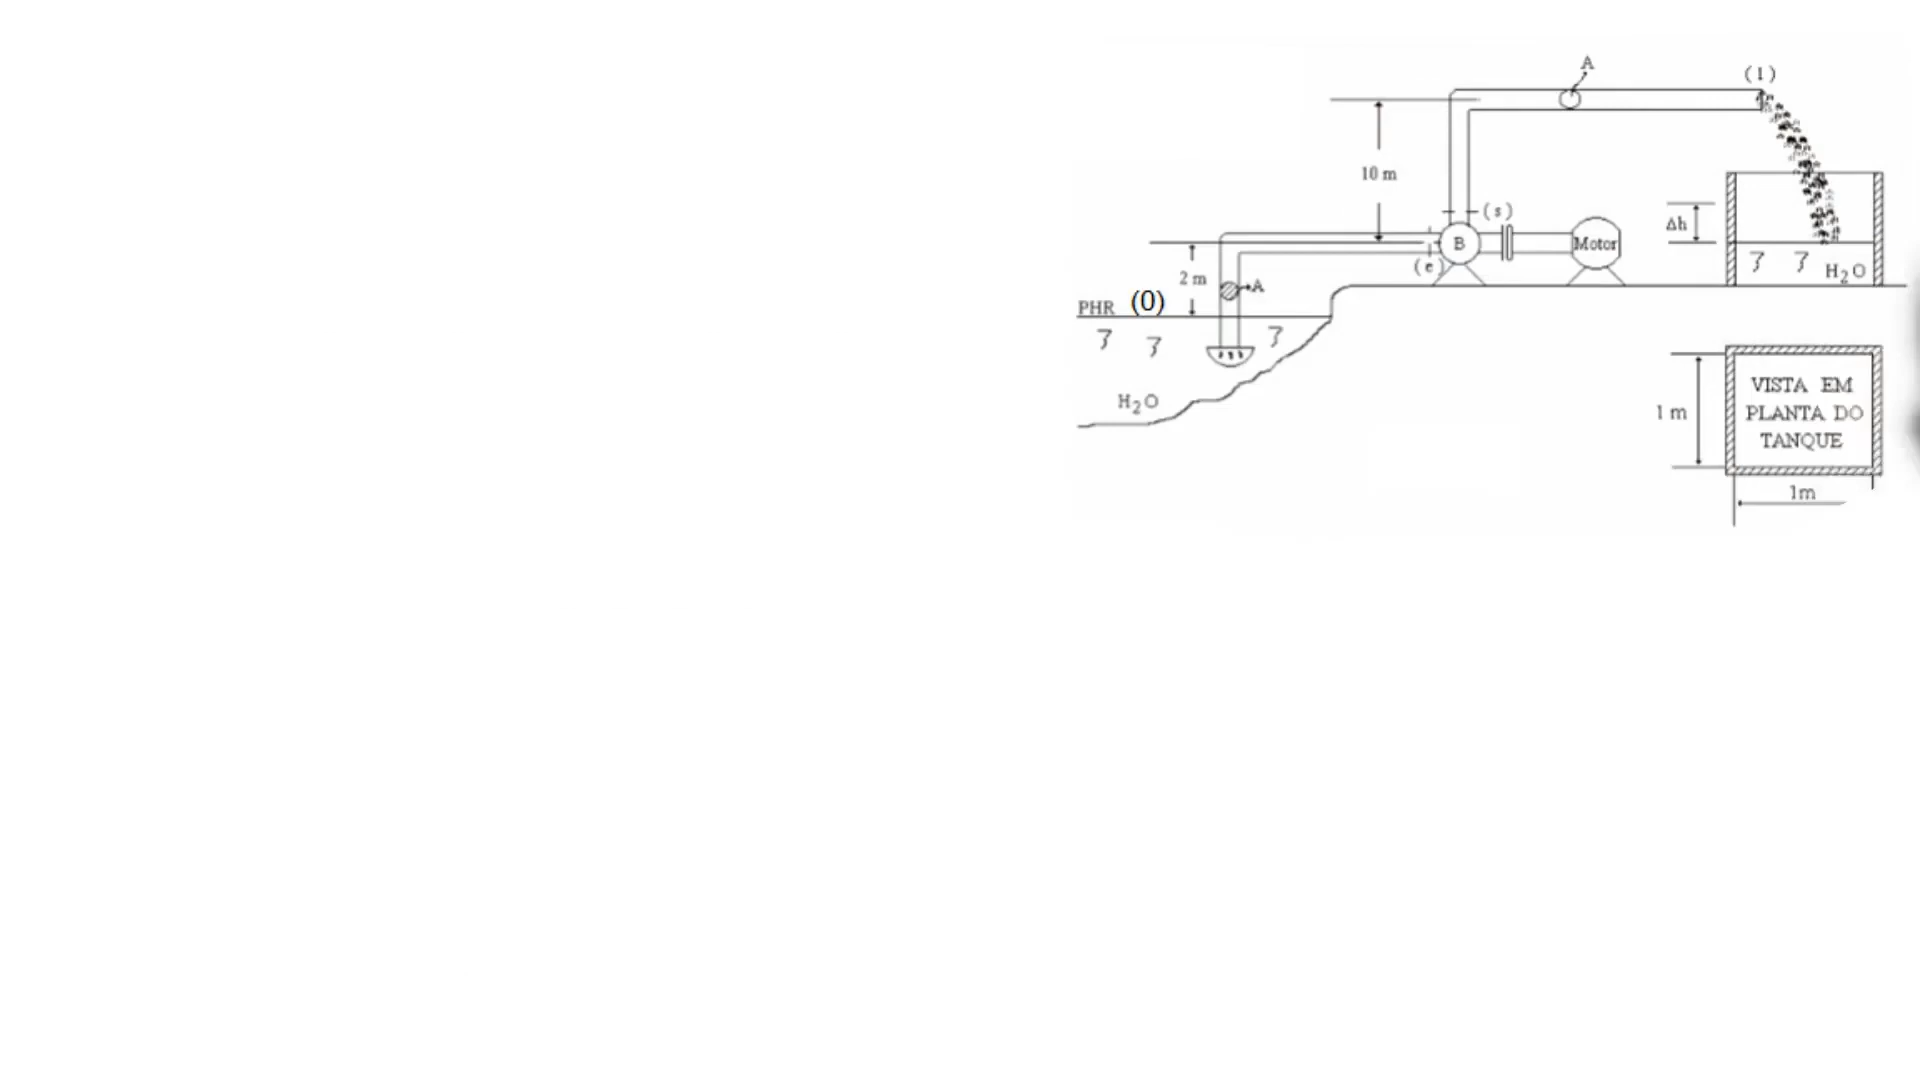 A
(1)
10 m
(s)
Δh
B
Motor
(e)
2 m
A
H₂O
PHR (0)
H₂O
VISTA EM
PLANTA DO
TANQUE
1 m
1m